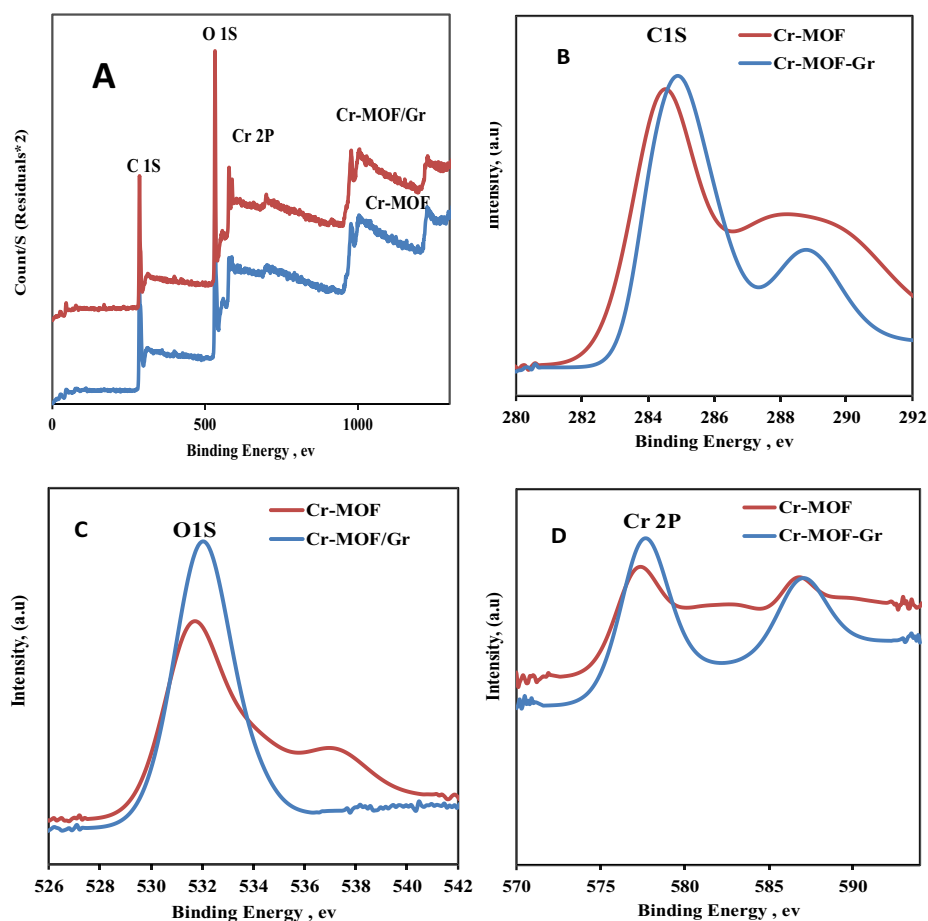 A
O 1S
Cr 2P
C 1S
Cr-MOF/Gr
Cr-MOF
Count/S (Residuals*2)
0 500 1000
Binding Energy , ev
B
C1S
Cr-MOF
Cr-MOF-Gr
Intensity, (a.u)
280 282 284 286 288 290 292
Binding Energy , ev
C
O1S
Cr-MOF
Cr-MOF/Gr
Intensity, (a.u)
526 528 530 532 534 536 538 540 542
Binding Energy , ev
D
Cr 2P
Cr-MOF
Cr-MOF-Gr
Intensity, (a.u)
570 575 580 585 590
Binding Energy , ev